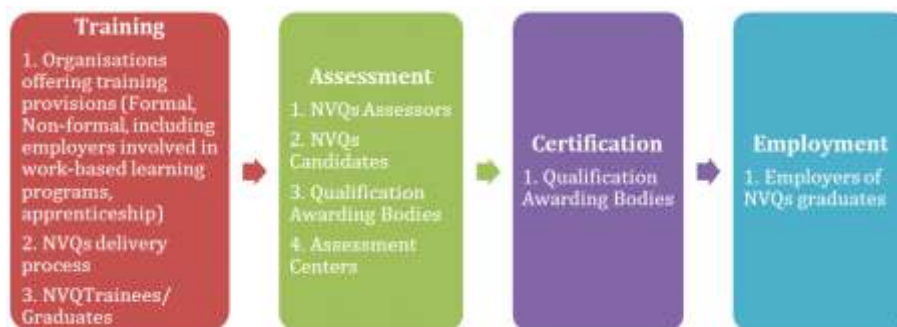 Training
1. Organisations
offering training
provisions (Formal,
Non-formal, including
employers involved in
work-based learning
programs,
apprenticeship)
2. NVQs delivery
process
3. NVQTrainees/
Graduates
Assessment
1. NVQs Assessors
2. NVQs
Candidates
3. Qualification
Awarding Bodies
4. Assessment
Centers
Certification
1. Qualification
Awarding Bodies
Employment
1. Employers of
NVQs graduates